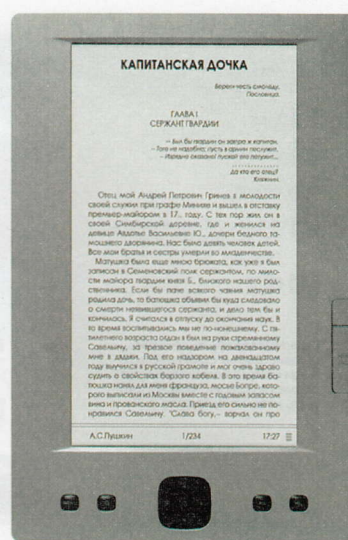 КАПИТАНСКАЯ ДОЧКА
Береги честь смолоду.
Пословица.
ГЛАВА I
СЕРЖАНТ ГВАРДИИ
– Был бы гвардии он завтра ж капитан.
– Того не надобно; пусть в армии послужит.
– Изрядно сказано! пускай его потужит...
Да кто его отец?
Княжнин.
Отец мой Андрей Петрович Гринев в молодости
своей служил при графе Минихе и вышел в отставку
премьер-майором в 17.. году. С тех пор жил он в
своей Симбирской деревне, где и женился на
девице Авдотье Васильевне Ю., дочери бедного та-
мошнего дворянина. Нас было девять человек детей.
Все мои братья и сестры умерли во младенчестве.
Матушка была еще мною брюхата, как уже я был
записан в Семеновский полк сержантом, по мило-
сти майора гвардии князя Б., близкого нашего род-
ственника. Если бы паче всякого чаяния матушка
родила дочь, то батюшка объявил бы куда следовало
о смерти неявившегося сержанта, и дело тем бы и
кончилось. Я считался в отпуску до окончания наук. В
то время воспитывались мы не по-нонешнему. С пя-
тилетнего возраста отдан я был на руки стремянному
Савельичу, за трезвое поведение пожалованному
мне в дядьки. Под его надзором на двенадцатом
году выучился я русской грамоте и мог очень здраво
судить о свойствах борзого кобеля. В это время ба-
тюшка нанял для меня француза, мосье Бопре, кото-
рого выписали из Москвы вместе с годовым запасом
вина и прованского масла. Приезд его сильно не по-
нравился Савельичу. "Слава богу,– ворчал он про
А.С.Пушкин 1/234 17:27